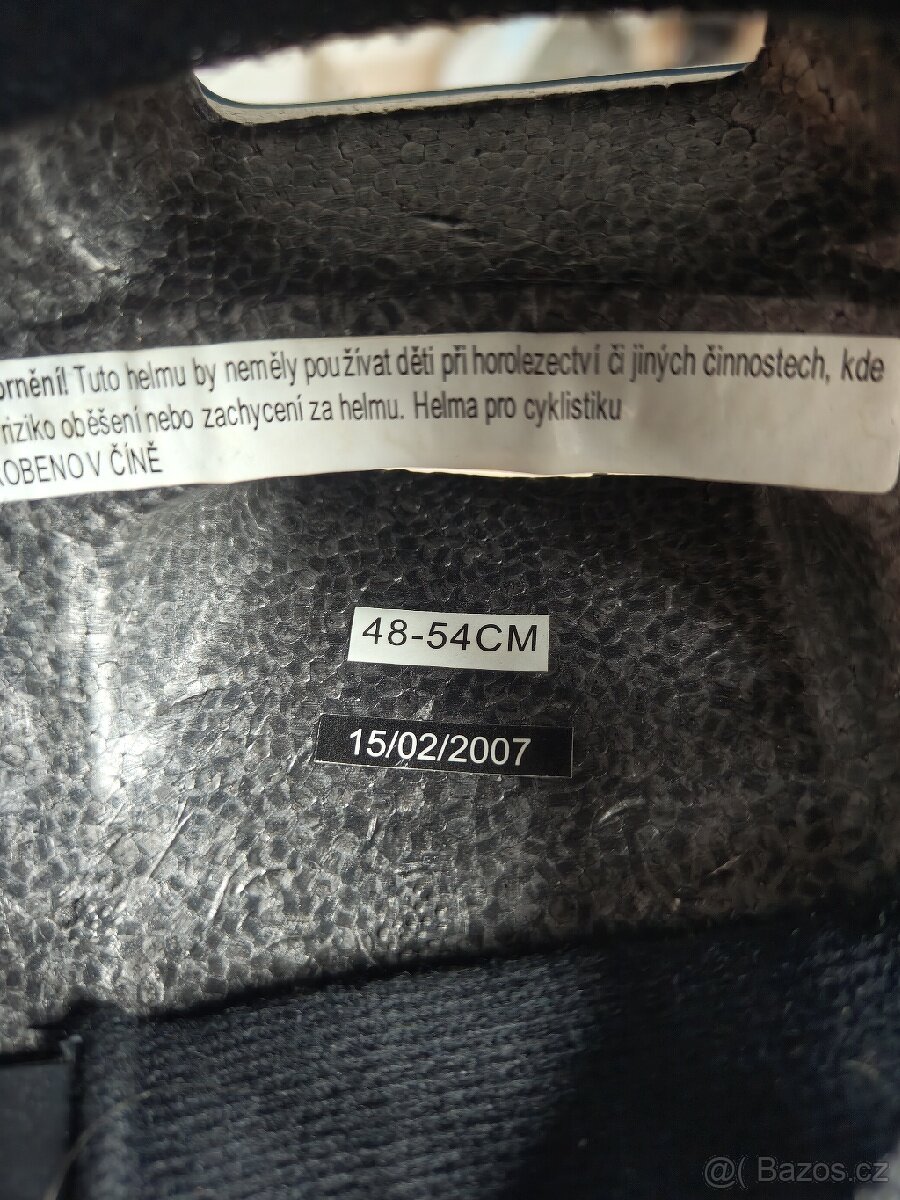 ornění! Tuto helmu by neměly používat děti při horolezectví či jiných činnostech, kde
riziko oběšení nebo zachycení za helmu. Helma pro cyklistiku
ROBENO V ČÍNĚ
48-54CM
15/02/2007
@( Bazos.cz